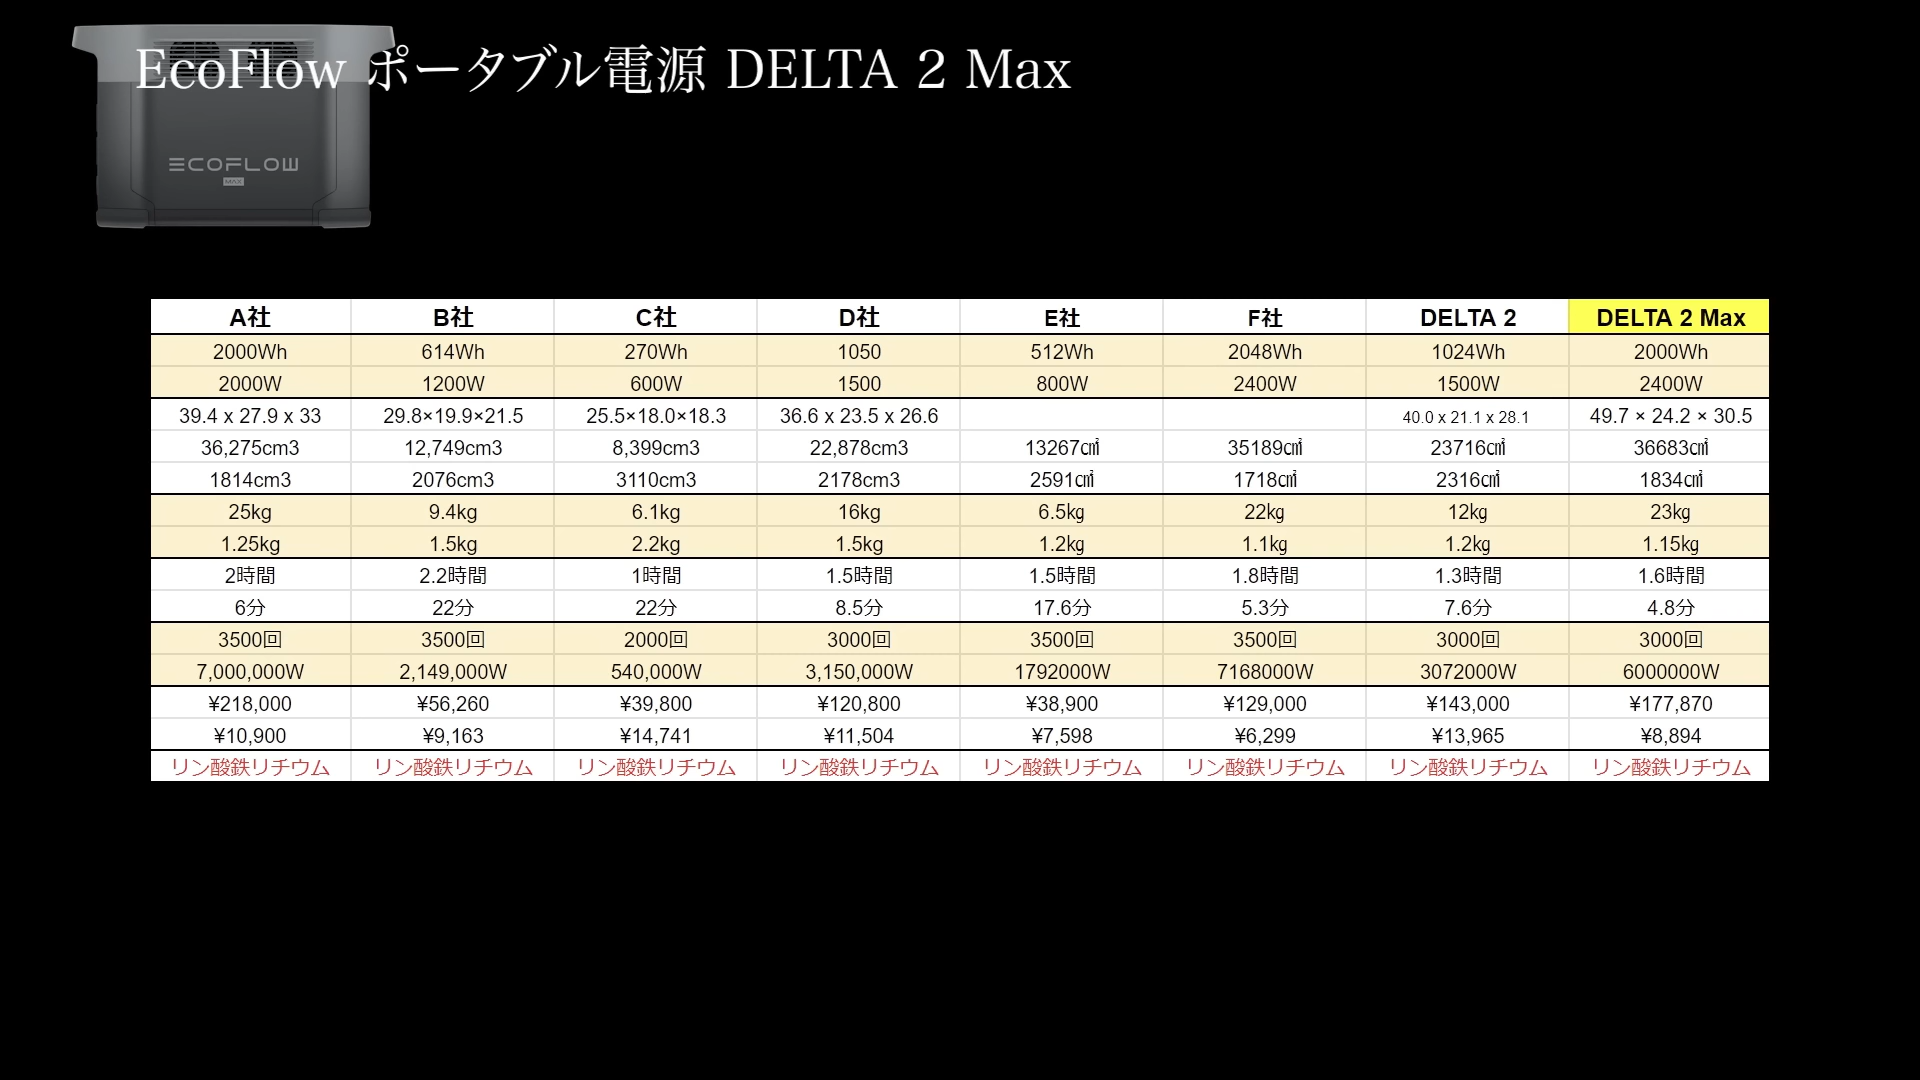 EcoFlow ポータブル電源 DELTA 2 Max
ECOFLOW
MAX
A社 B社 C社 D社 E社 F社 DELTA 2 DELTA 2 Max
2000Wh 614Wh 270Wh 1050 512Wh 2048Wh 1024Wh 2000Wh
2000W 1200W 600W 1500 800W 2400W 1500W 2400W
39.4 x 27.9 x 33 29.8×19.9×21.5 25.5×18.0×18.3 36.6 x 23.5 x 26.6 40.0 x 21.1 x 28.1 49.7 × 24.2 × 30.5
36,275cm3 12,749cm3 8,399cm3 22,878cm3 13267㎤ 35189㎤ 23716㎤ 36683㎤
1814cm3 2076cm3 3110cm3 2178cm3 2591㎤ 1718㎤ 2316㎤ 1834㎤
25kg 9.4kg 6.1kg 16kg 6.5㎏ 22㎏ 12㎏ 23㎏
1.25kg 1.5kg 2.2kg 1.5kg 1.2㎏ 1.1㎏ 1.2㎏ 1.15㎏
2時間 2.2時間 1時間 1.5時間 1.5時間 1.8時間 1.3時間 1.6時間
6分 22分 22分 8.5分 17.6分 5.3分 7.6分 4.8分
3500回 3500回 2000回 3000回 3500回 3500回 3000回 3000回
7,000,000W 2,149,000W 540,000W 3,150,000W 1792000W 7168000W 3072000W 6000000W
¥218,000 ¥56,260 ¥39,800 ¥120,800 ¥38,900 ¥129,000 ¥143,000 ¥177,870
¥10,900 ¥9,163 ¥14,741 ¥11,504 ¥7,598 ¥6,299 ¥13,965 ¥8,894
リン酸鉄リチウム リン酸鉄リチウム リン酸鉄リチウム リン酸鉄リチウム リン酸鉄リチウム リン酸鉄リチウム リン酸鉄リチウム リン酸鉄リチウム